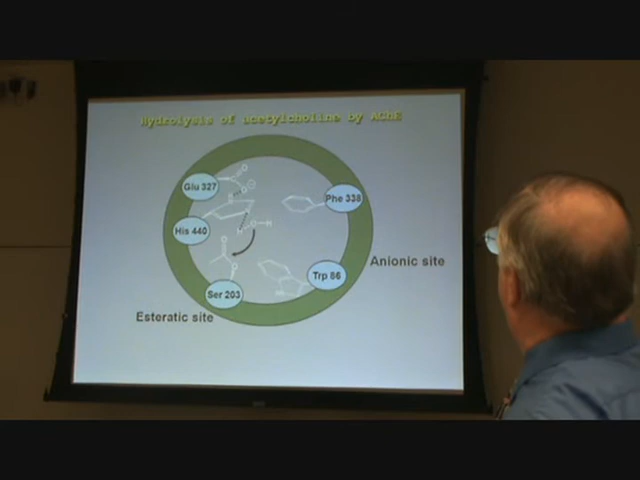 Hydrolysis of acetylcholine by AChE
Glu 327
Phe 338
His 440
Anionic site
Trp 86
Ser 203
Esteratic site